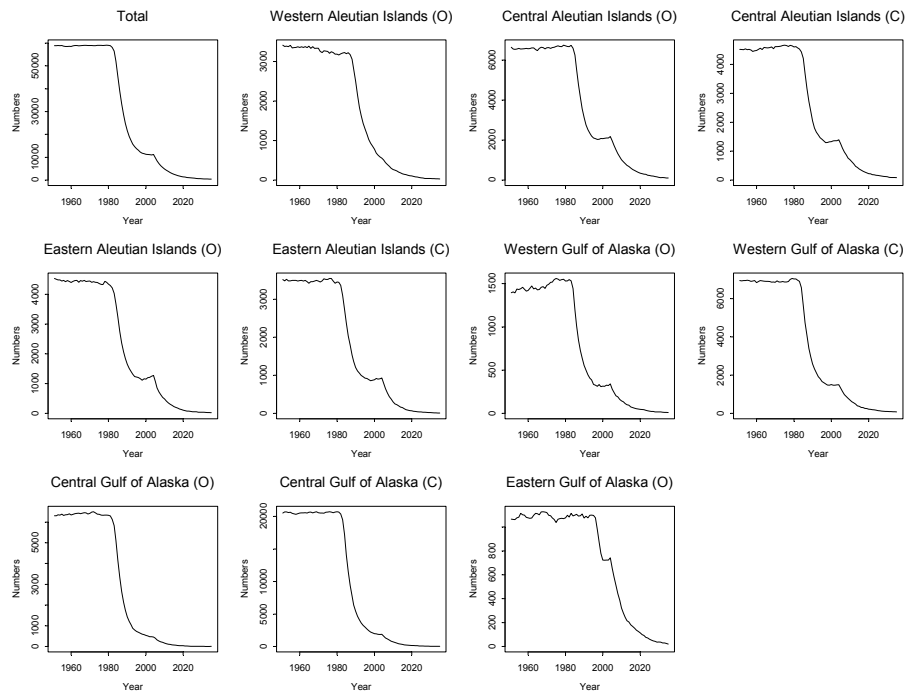 Total
Numbers
0 10000 30000 50000
1960 1980 2000 2020
Year
Western Aleutian Islands (O)
Numbers
0 1000 2000 3000
1960 1980 2000 2020
Year
Central Aleutian Islands (O)
Numbers
0 2000 4000 6000
1960 1980 2000 2020
Year
Central Aleutian Islands (C)
Numbers
0 1000 2000 3000 4000
1960 1980 2000 2020
Year
Eastern Aleutian Islands (O)
Numbers
0 1000 2000 3000 4000
1960 1980 2000 2020
Year
Eastern Aleutian Islands (C)
Numbers
0 1000 2000 3000
1960 1980 2000 2020
Year
Western Gulf of Alaska (O)
Numbers
0 500 1000 1500
1960 1980 2000 2020
Year
Western Gulf of Alaska (C)
Numbers
0 2000 4000 6000
1960 1980 2000 2020
Year
Central Gulf of Alaska (O)
Numbers
0 1000 3000 5000
1960 1980 2000 2020
Year
Central Gulf of Alaska (C)
Numbers
0 5000 10000 15000 20000
1960 1980 2000 2020
Year
Eastern Gulf of Alaska (O)
Numbers
0 200 400 600 800
1960 1980 2000 2020
Year